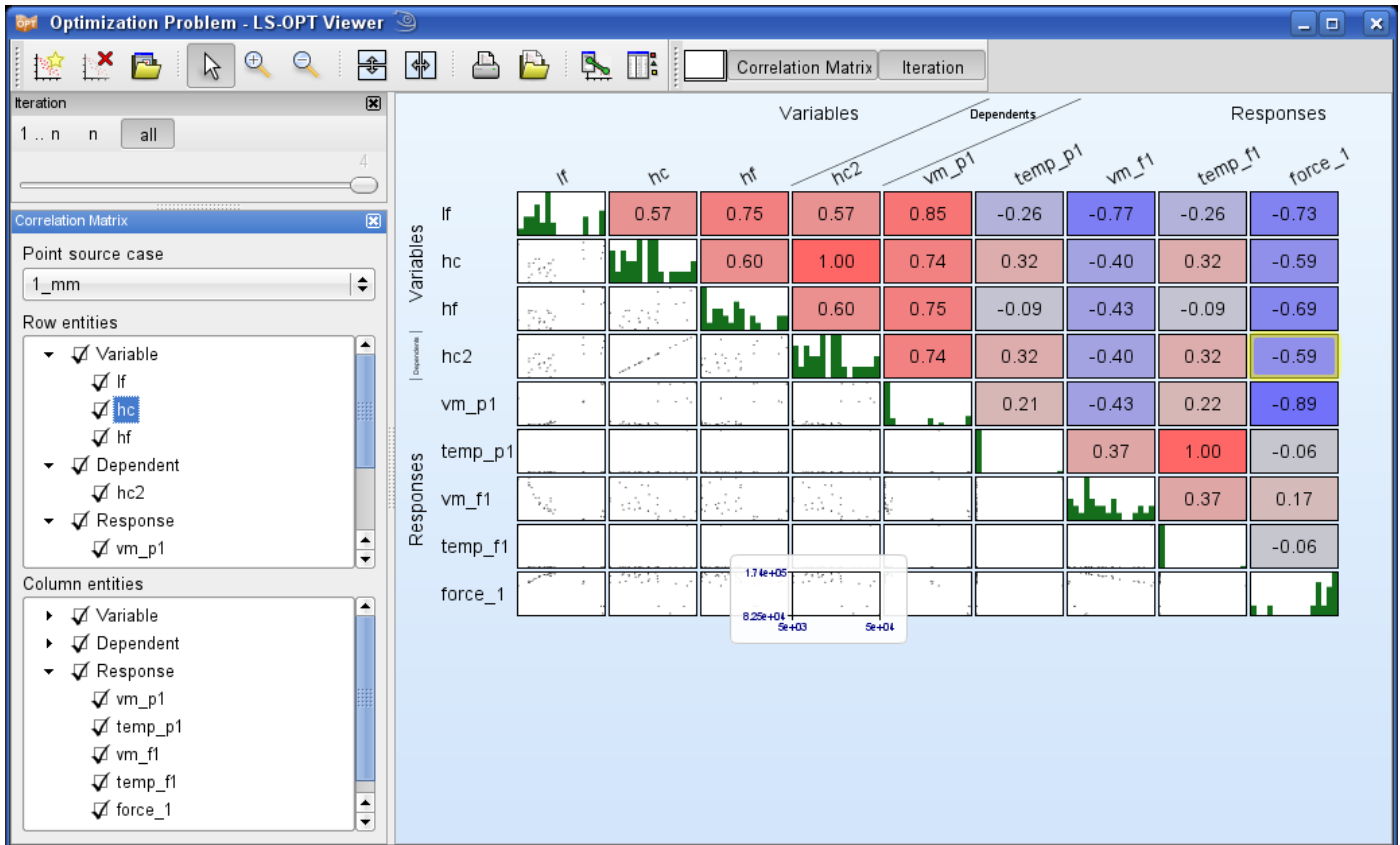 OPT Optimization Problem - LS-OPT Viewer
Correlation Matrix Iteration
Iteration
1 .. n n all
4
Correlation Matrix
Point source case
1_mm
Row entities
Variable
lf
hc
hf
Dependent
hc2
Response
vm_p1
Column entities
Variable
Dependent
Response
vm_p1
temp_p1
vm_f1
temp_f1
force_1
Variables Dependents Responses
lf hc hf hc2 vm_p1 temp_p1 vm_f1 temp_f1 force_1
Variables
Dependents
Responses
lf 0.57 0.75 0.57 0.85 -0.26 -0.77 -0.26 -0.73
hc 0.60 1.00 0.74 0.32 -0.40 0.32 -0.59
hf 0.60 0.75 -0.09 -0.43 -0.09 -0.69
hc2 0.74 0.32 -0.40 0.32 -0.59
vm_p1 0.21 -0.43 0.22 -0.89
temp_p1 0.37 1.00 -0.06
vm_f1 0.37 0.17
temp_f1 -0.06
force_1
1.74e+05
8.25e+04
5e+03 5e+04